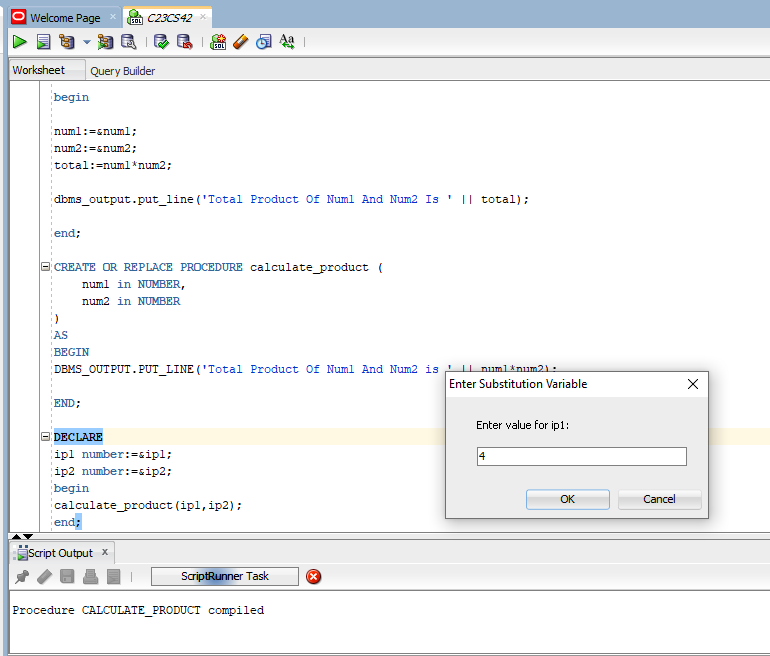 Welcome Page
C23CS42
Worksheet
Query Builder
begin
num1:=&num1;
num2:=&num2;
total:=num1*num2;
dbms_output.put_line('Total Product Of Num1 And Num2 Is ' || total);
end;
CREATE OR REPLACE PROCEDURE calculate_product (
num1 in NUMBER,
num2 in NUMBER
)
AS
BEGIN
DBMS_OUTPUT.PUT_LINE('Total Product Of Num1 And Num2 is ' || num1*num2);
END;
DECLARE
ip1 number:=&ip1;
ip2 number:=&ip2;
begin
calculate_product(ip1,ip2);
end;
Enter Substitution Variable
Enter value for ip1:
4
OK
Cancel
Script Output
ScriptRunner Task
Procedure CALCULATE_PRODUCT compiled